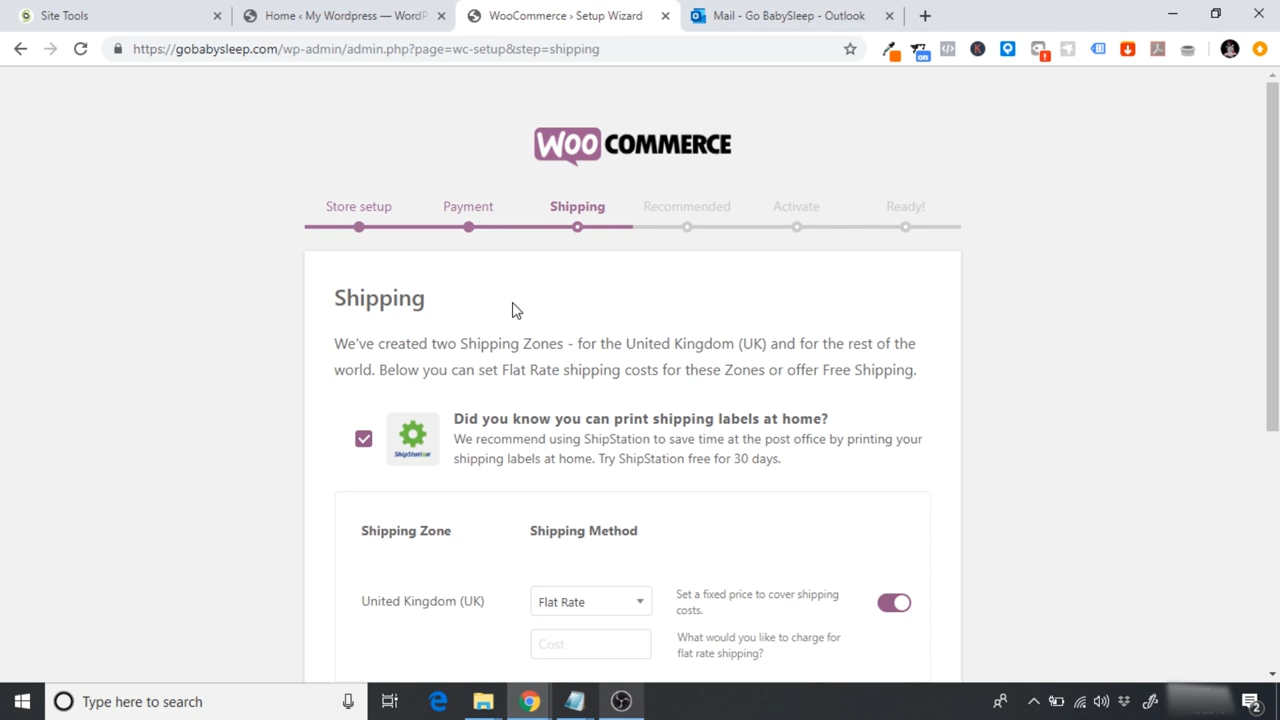 Site Tools
Home ‹ My Wordpress — WordP
WooCommerce › Setup Wizard
Mail - Go BabySleep - Outlook
https://gobabysleep.com/wp-admin/admin.php?page=wc-setup&step=shipping
on
K
WOO COMMERCE
Store setup
Payment
Shipping
Recommended
Activate
Ready!
Shipping
We've created two Shipping Zones - for the United Kingdom (UK) and for the rest of the
world. Below you can set Flat Rate shipping costs for these Zones or offer Free Shipping.
Did you know you can print shipping labels at home?
We recommend using ShipStation to save time at the post office by printing your
shipping labels at home. Try ShipStation free for 30 days.
ShipStation
Shipping Zone
Shipping Method
United Kingdom (UK)
Flat Rate
Set a fixed price to cover shipping
costs.
Cost
What would you like to charge for
flat rate shipping?
Type here to search
2